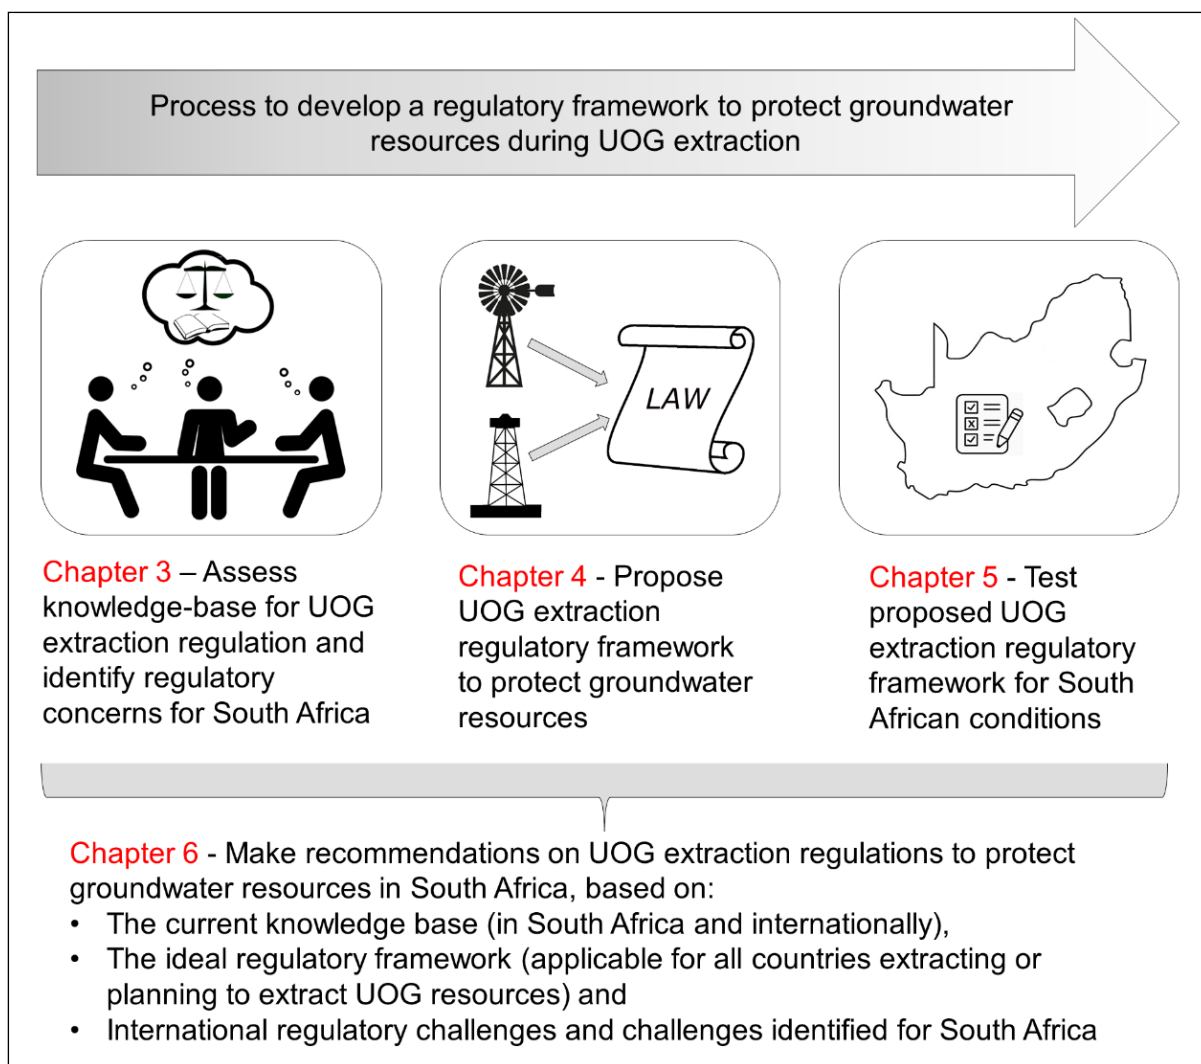 Process to develop a regulatory framework to protect groundwater
resources during UOG extraction
LAW
Chapter 3 – Assess
knowledge-base for UOG
extraction regulation and
identify regulatory
concerns for South Africa
Chapter 4 - Propose
UOG extraction
regulatory framework
to protect groundwater
resources
Chapter 5 - Test
proposed UOG
extraction regulatory
framework for South
African conditions
Chapter 6 - Make recommendations on UOG extraction regulations to protect
groundwater resources in South Africa, based on:
• The current knowledge base (in South Africa and internationally),
• The ideal regulatory framework (applicable for all countries extracting or
planning to extract UOG resources) and
• International regulatory challenges and challenges identified for South Africa